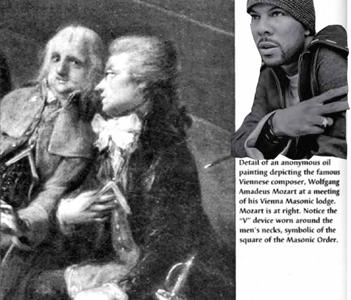 Detail of an anonymous oil
painting depicting the famous
Viennese composer, Wolfgang
Amadeus Mozart at a meeting
of his Vienna Masonic lodge.
Mozart is at right. Notice the
"V" device worn around the
men's necks, symbolic of the
square of the Masonic Order.